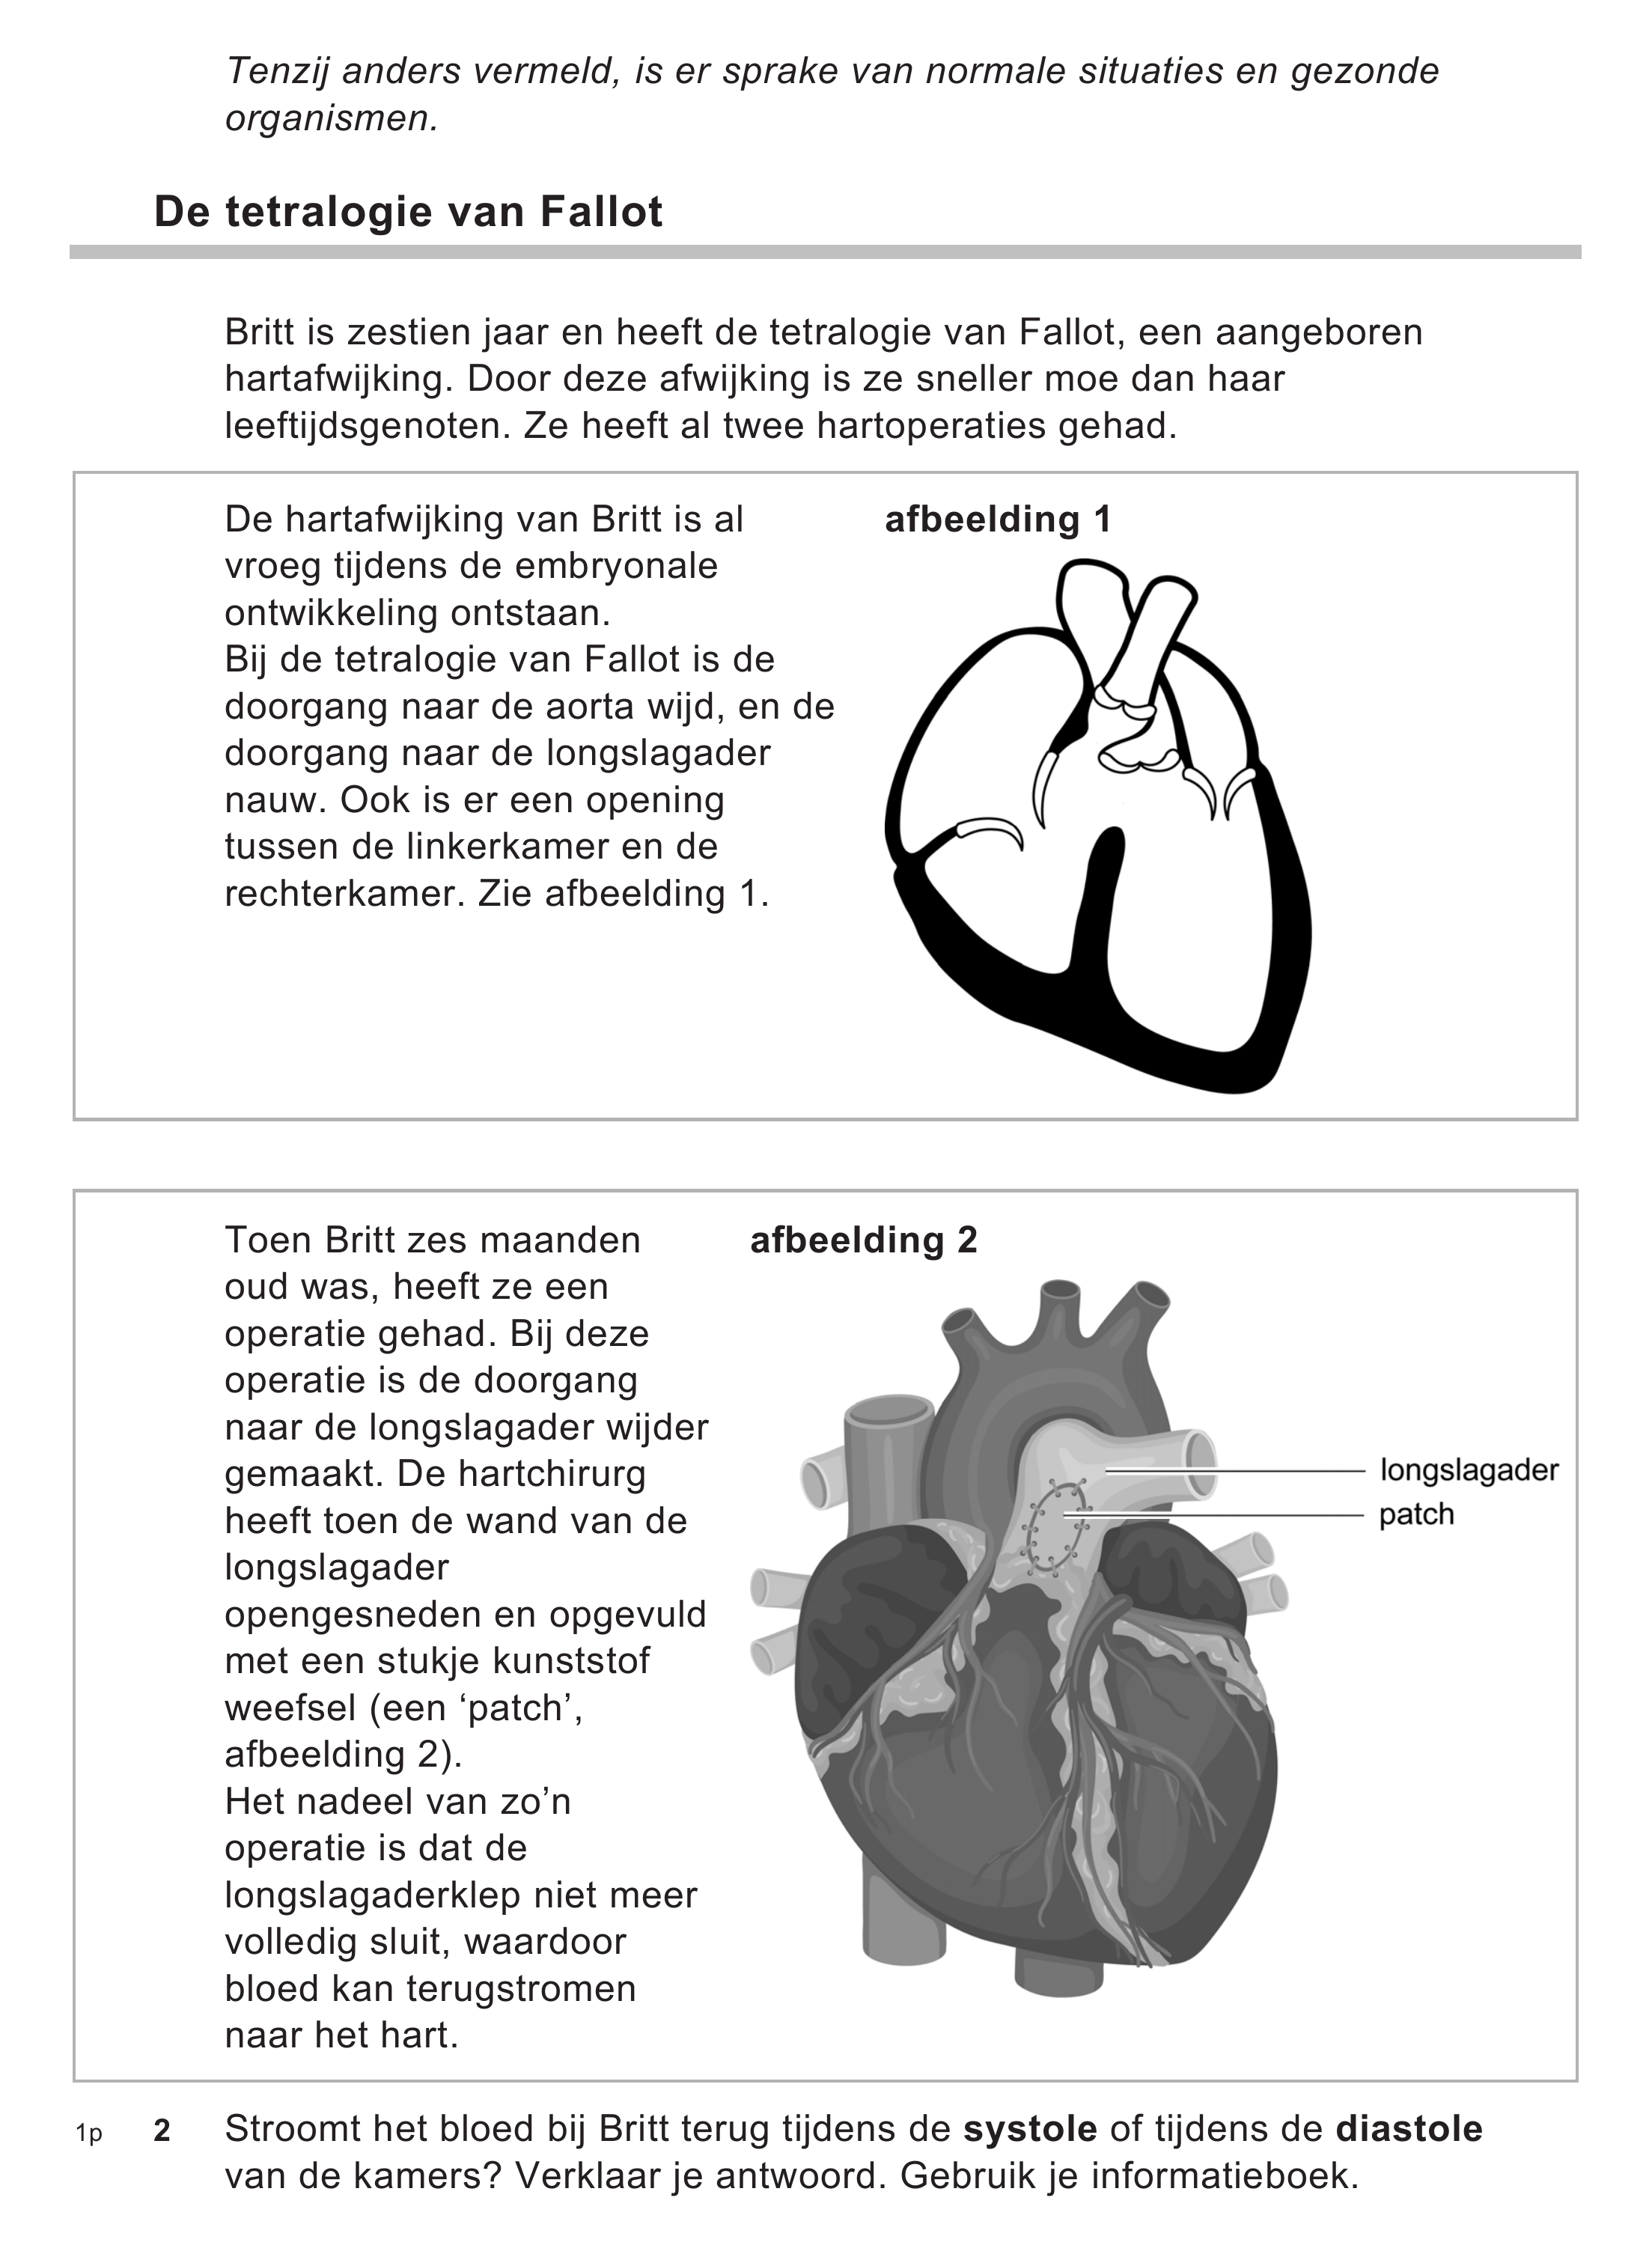 Tenzij anders vermeld, is er sprake van normale situaties en gezonde
organismen.
De tetralogie van Fallot
Britt is zestien jaar en heeft de tetralogie van Fallot, een aangeboren
hartafwijking. Door deze afwijking is ze sneller moe dan haar
leeftijdsgenoten. Ze heeft al twee hartoperaties gehad.
De hartafwijking van Britt is al
vroeg tijdens de embryonale
ontwikkeling ontstaan.
Bij de tetralogie van Fallot is de
doorgang naar de aorta wijd, en de
doorgang naar de longslagader
nauw. Ook is er een opening
tussen de linkerkamer en de
rechterkamer. Zie afbeelding 1.
afbeelding 1
Toen Britt zes maanden
oud was, heeft ze een
operatie gehad. Bij deze
operatie is de doorgang
naar de longslagader wijder
gemaakt. De hartchirurg
heeft toen de wand van de
longslagader
opengesneden en opgevuld
met een stukje kunststof
weefsel (een ‘patch’,
afbeelding 2).
Het nadeel van zo’n
operatie is dat de
longslagaderklep niet meer
volledig sluit, waardoor
bloed kan terugstromen
naar het hart.
afbeelding 2
longslagader
patch
1p 2 Stroomt het bloed bij Britt terug tijdens de systole of tijdens de diastole
van de kamers? Verklaar je antwoord. Gebruik je informatieboek.